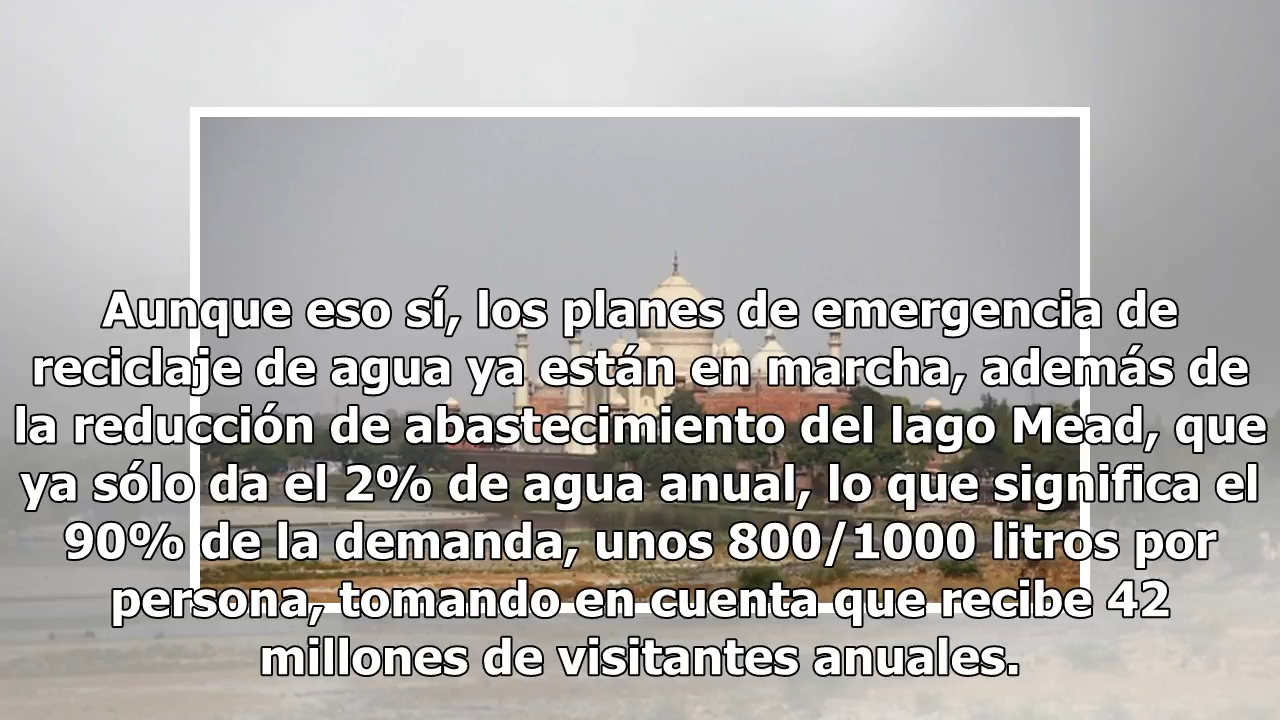 Aunque eso sí, los planes de emergencia de
reciclaje de agua ya están en marcha, además de
la reducción de abastecimiento del lago Mead, que
ya sólo da el 2% de agua anual, lo que significa el
90% de la demanda, unos 800/1000 litros por
persona, tomando en cuenta que recibe 42
millones de visitantes anuales.